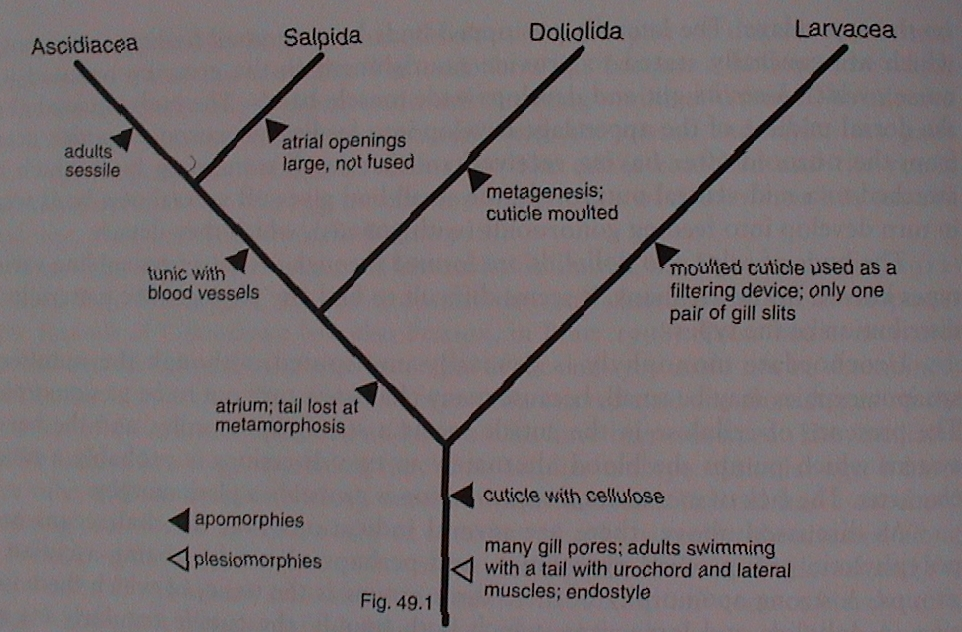 Ascidiacea
Salpida
Doliolida
Larvacea
adults
sessile
atrial openings
large, not fused
metagenesis;
cuticle moulted
tunic with
blood vessels
moulted cuticle used as a
filtering device; only one
pair of gill slits
atrium; tail lost at
metamorphosis
cuticle with cellulose
apomorphies
plesiomorphies
many gill pores; adults swimming
with a tail with urochord and lateral
muscles; endostyle
Fig. 49.1